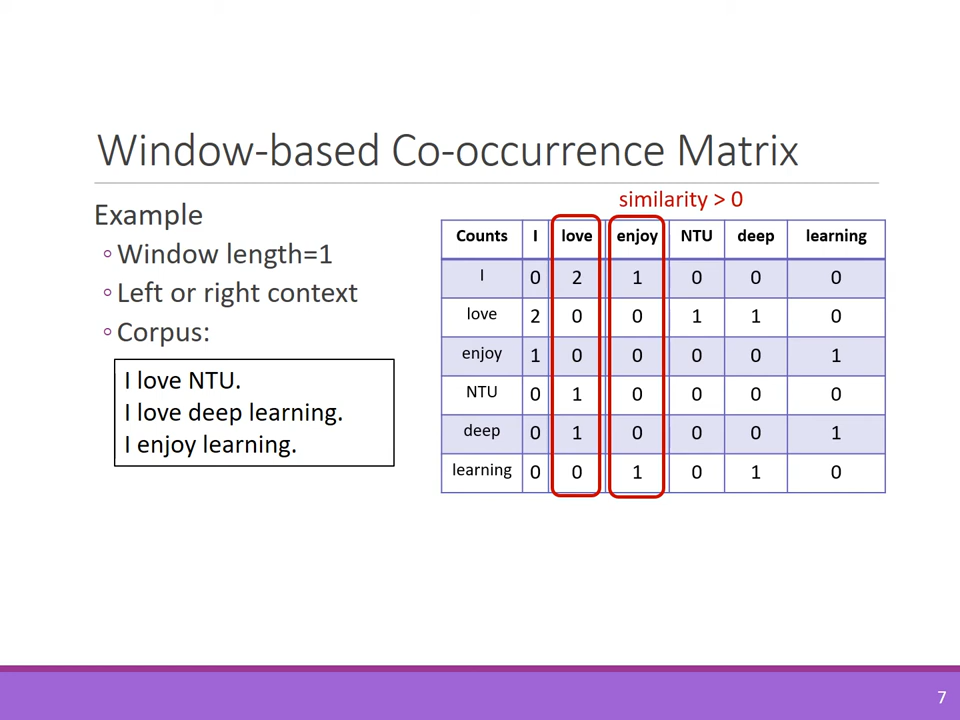 Window-based Co-occurrence Matrix
Example
◦Window length=1
◦Left or right context
◦Corpus:
I love NTU.
I love deep learning.
I enjoy learning.
similarity > 0
Counts I love enjoy NTU deep learning
I 0 2 1 0 0 0
love 2 0 0 1 1 0
enjoy 1 0 0 0 0 1
NTU 0 1 0 0 0 0
deep 0 1 0 0 0 1
learning 0 0 1 0 1 0
7